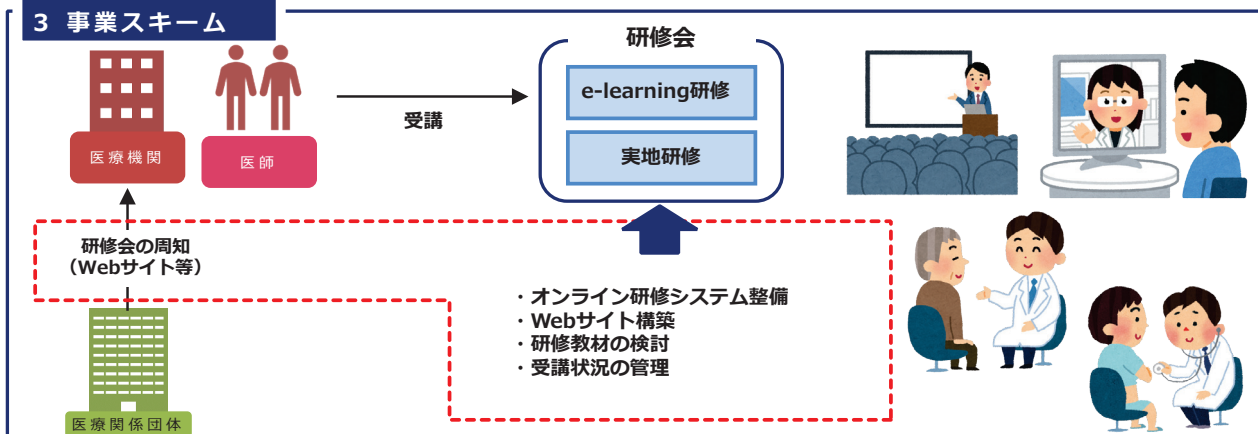 3 事業スキーム
研修会
e-learning研修
実地研修
受講
医療機関
医師
研修会の周知
（Webサイト等）
・オンライン研修システム整備
・Webサイト構築
・研修教材の検討
・受講状況の管理
医療関係団体